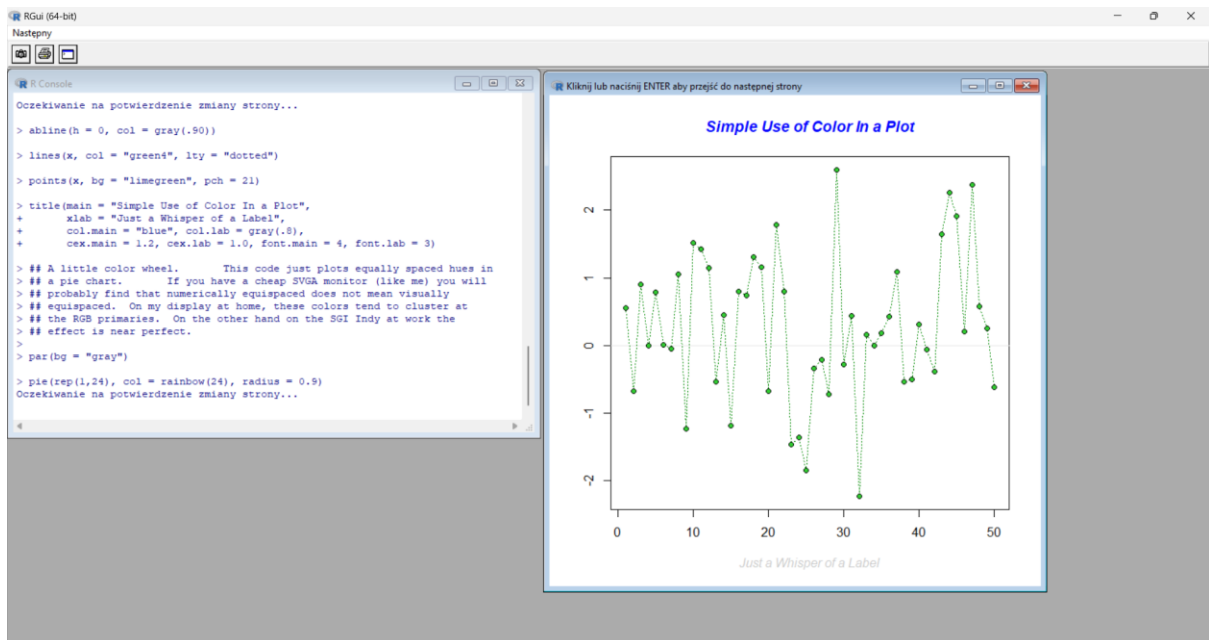 RGui (64-bit)
Następny
R Console
Oczekiwanie na potwierdzenie zmiany strony...
> abline(h = 0, col = gray(.90))
> lines(x, col = "green4", lty = "dotted")
> points(x, bg = "limegreen", pch = 21)
> title(main = "Simple Use of Color In a Plot",
+       xlab = "Just a Whisper of a Label",
+       col.main = "blue", col.lab = gray(.8),
+       cex.main = 1.2, cex.lab = 1.0, font.main = 4, font.lab = 3)
> ## A little color wheel.       This code just plots equally spaced hues in
> ## a pie chart.       If you have a cheap SVGA monitor (like me) you will
> ## probably find that numerically equispaced does not mean visually
> ## equispaced.  On my display at home, these colors tend to cluster at
> ## the RGB primaries.  On the other hand on the SGI Indy at work the
> ## effect is near perfect.
>
> par(bg = "gray")
> pie(rep(1,24), col = rainbow(24), radius = 0.9)
Oczekiwanie na potwierdzenie zmiany strony...
Kliknij lub naciśnij ENTER aby przejść do następnej strony
Simple Use of Color In a Plot
2
1
0
-1
-2
0 10 20 30 40 50
Just a Whisper of a Label